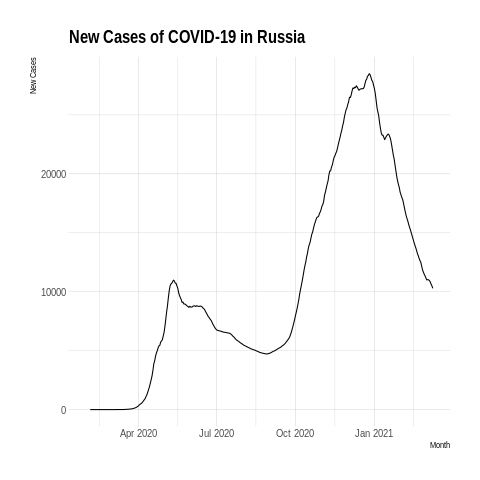 New Cases of COVID-19 in Russia
New Cases
20000
10000
0
Apr 2020 Jul 2020 Oct 2020 Jan 2021
Month